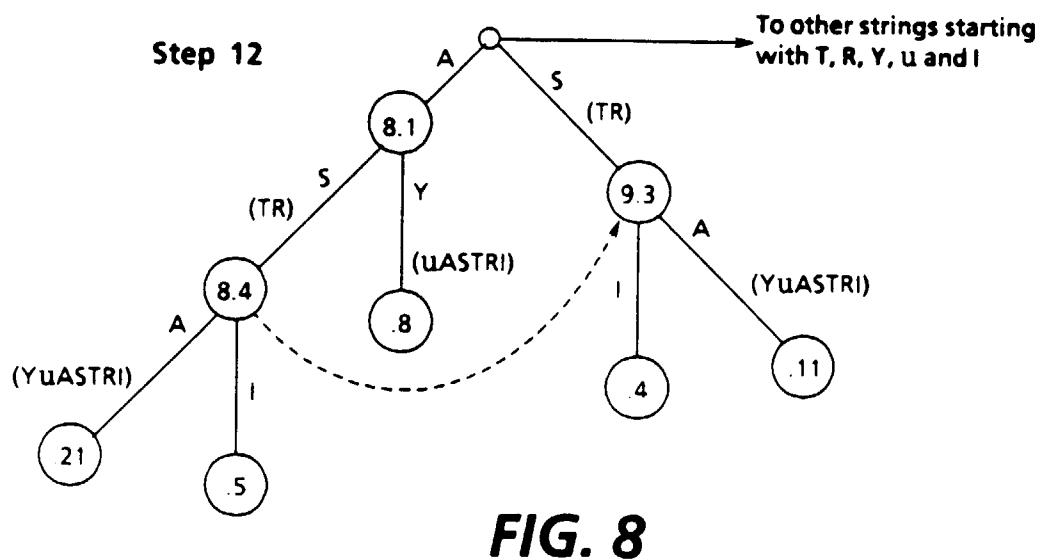 Step 12
To other strings starting
with T, R, Y, u and I
A
S
(TR)
8.1
S
Y
(TR)
9.3
A
(uASTRI)
I
(YuASTRI)
8.4
.8
A
(YuASTRI)
I
.4
.11
.21
.5
FIG. 8